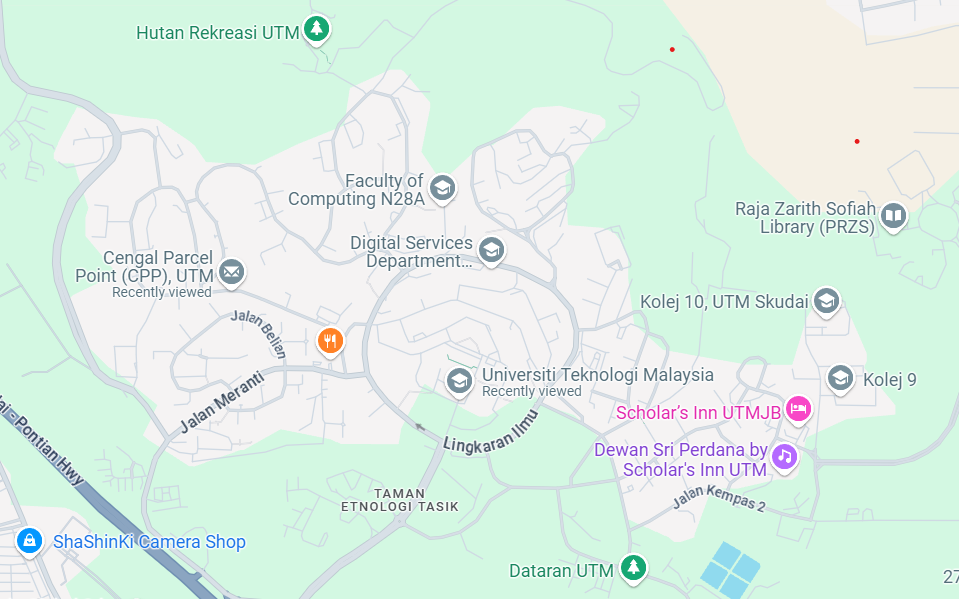 Hutan Rekreasi UTM
Faculty of
Computing N28A
Raja Zarith Sofiah
Library (PRZS)
Digital Services
Department...
Cengal Parcel
Point (CPP), UTM
Recently viewed
Kolej 10, UTM Skudai
Jalan Belian
Universiti Teknologi Malaysia
Recently viewed
Kolej 9
Jalan Meranti
Scholar's Inn UTMJB
Lingkaran Ilmu
Dewan Sri Perdana by
Scholar's Inn UTM
ai - Pontian Hwy
TAMAN
ETNOLOGI TASIK
Jalan Kempas 2
ShaShinKi Camera Shop
Dataran UTM
27